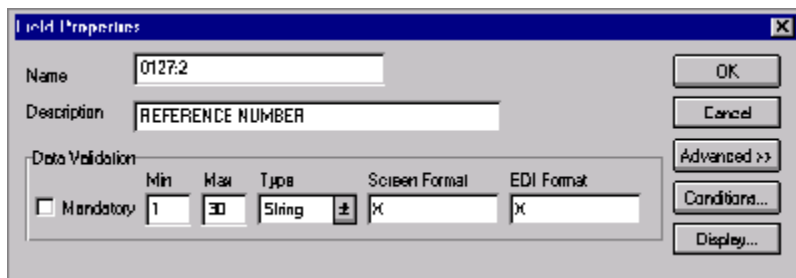 Field Properties
Name 0127:2 OK
Description REFERENCE NUMBER Cancel
Data Validation Advanced >>
Min Max Type Screen Format EDI Format
Mandatory 1 30 String X X Conditions...
Display...